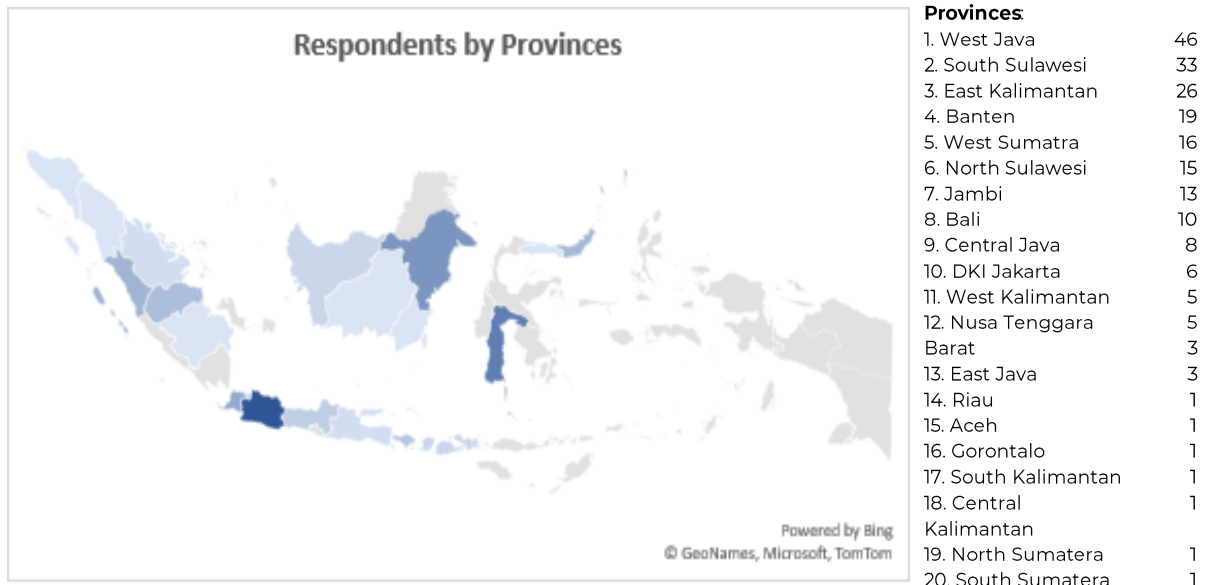 Respondents by Provinces
Powered by Bing
© GeoNames, Microsoft, TomTom
Provinces:
1. West Java 46
2. South Sulawesi 33
3. East Kalimantan 26
4. Banten 19
5. West Sumatra 16
6. North Sulawesi 15
7. Jambi 13
8. Bali 10
9. Central Java 8
10. DKI Jakarta 6
11. West Kalimantan 5
12. Nusa Tenggara 5
Barat 3
13. East Java 3
14. Riau 1
15. Aceh 1
16. Gorontalo 1
17. South Kalimantan 1
18. Central 1
Kalimantan
19. North Sumatera 1
20. South Sumatera 1